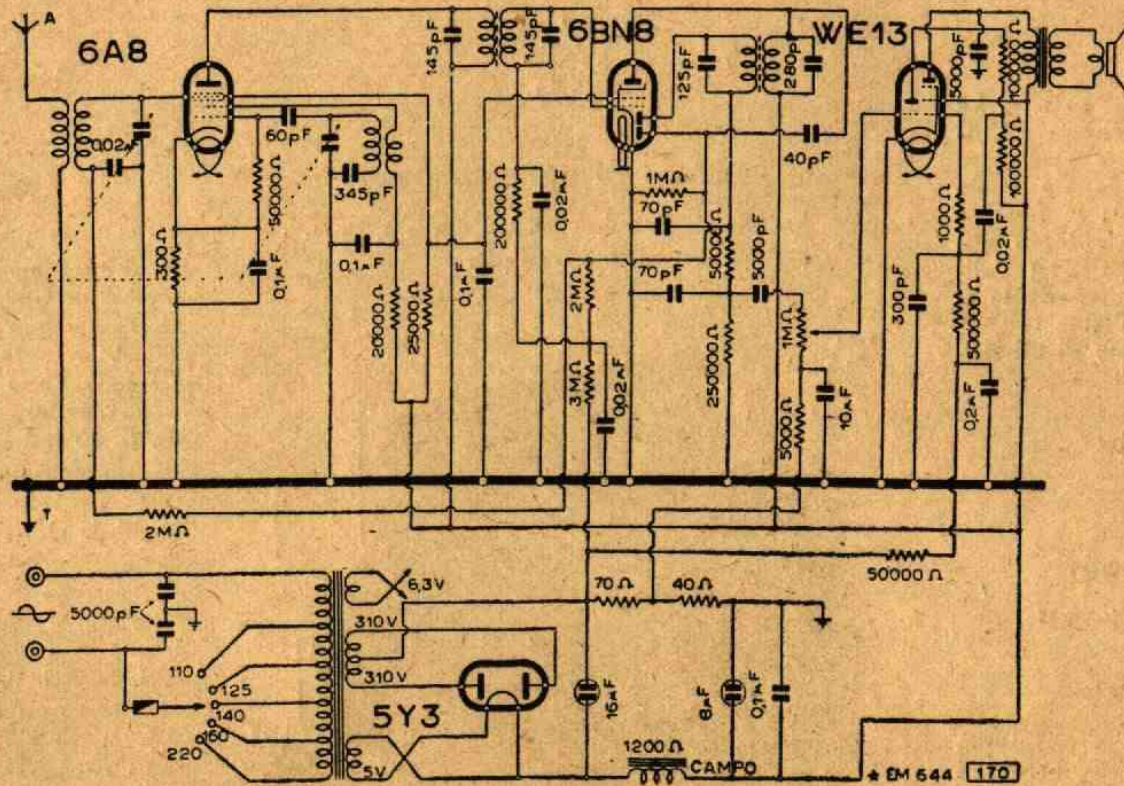 A
6A8
145pF
145pF
6BN8
WE13
125pF
280pF
5000pF
100000Ω
100000Ω
0,02μF
60pF
50000Ω
345pF
300Ω
0,1μF
0,1μF
20000Ω
25000Ω
0,1μF
200000Ω
0,02μF
1MΩ
70pF
70pF
2MΩ
3MΩ
0,02μF
40pF
50000Ω
5000pF
250000Ω
1MΩ
5000Ω
10μF
300pF
1000Ω
0,02μF
500000Ω
0,2μF
T
2MΩ
50000Ω
5000pF
6,3V
310V
310V
5V
5Y3
110
125
140
160
220
70Ω
40Ω
16μF
8μF
0,1μF
1200Ω
CAMPO
* EM 644 170